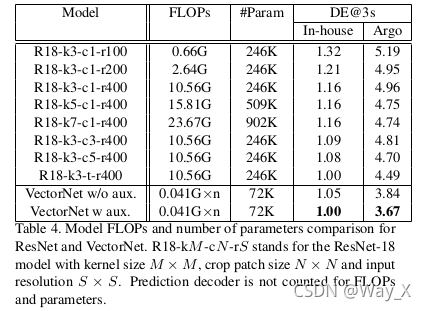 Model FLOPs #Param DE@3s
In-house Argo
R18-k3-c1-r100 0.66G 246K 1.32 5.19
R18-k3-c1-r200 2.64G 246K 1.21 4.95
R18-k3-c1-r400 10.56G 246K 1.16 4.96
R18-k5-c1-r400 15.81G 509K 1.16 4.75
R18-k7-c1-r400 23.67G 902K 1.16 4.74
R18-k3-c3-r400 10.56G 246K 1.09 4.81
R18-k3-c5-r400 10.56G 246K 1.08 4.70
R18-k3-t-r400 10.56G 246K 1.00 4.49
VectorNet w/o aux. 0.041G×n 72K 1.05 3.84
VectorNet w aux. 0.041G×n 72K 1.00 3.67
Table 4. Model FLOPs and number of parameters comparison for
ResNet and VectorNet. R18-kM-cN-rS stands for the ResNet-18
model with kernel size M × M, crop patch size N × N and input
resolution S × S. Prediction decoder is not counted for FLOPs
and parameters.
CSDN @Way_X